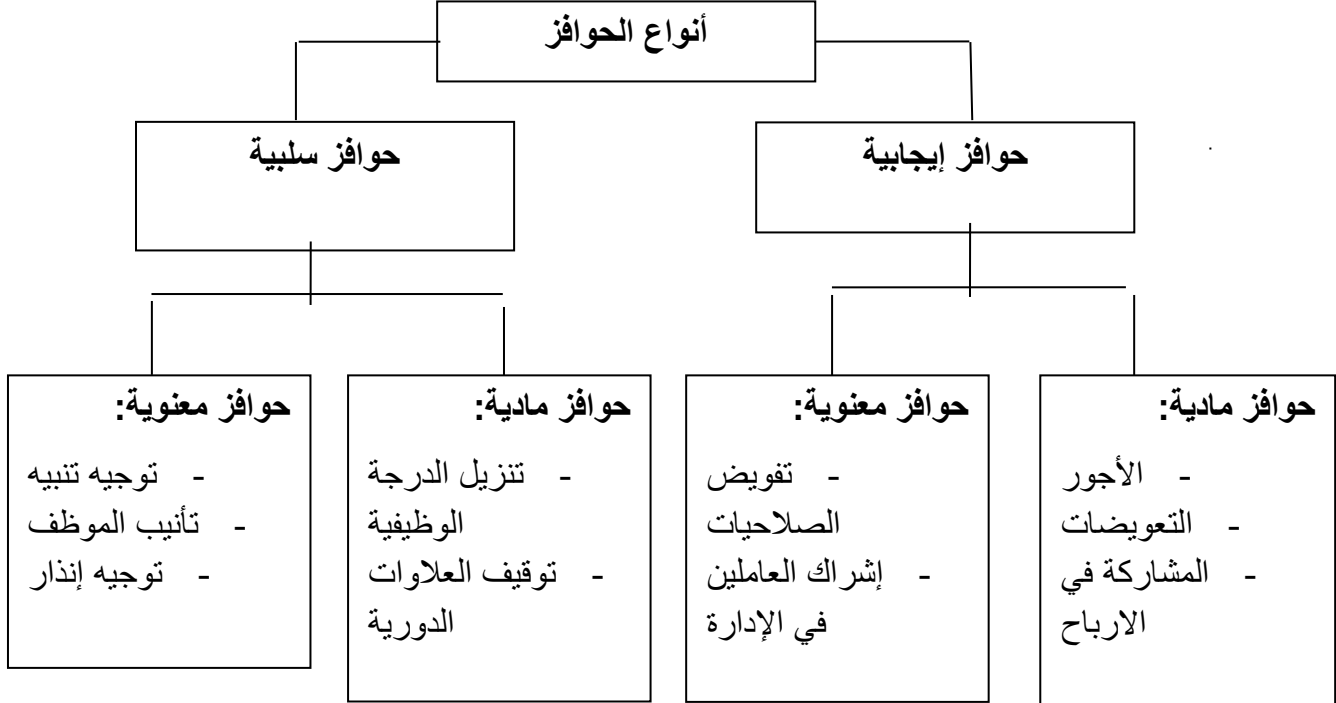 أنواع الحوافز
حوافز إيجابية
حوافز سلبية
حوافز مادية:
- الأجور
- التعويضات
- المشاركة في
الارباح
حوافز معنوية:
- تفويض
الصلاحيات
- إشراك العاملين
في الإدارة
حوافز مادية:
- تنزيل الدرجة
الوظيفية
- توقيف العلاوات
الدورية
حوافز معنوية:
- توجيه تنبيه
- تأنيب الموظف
- توجيه إنذار